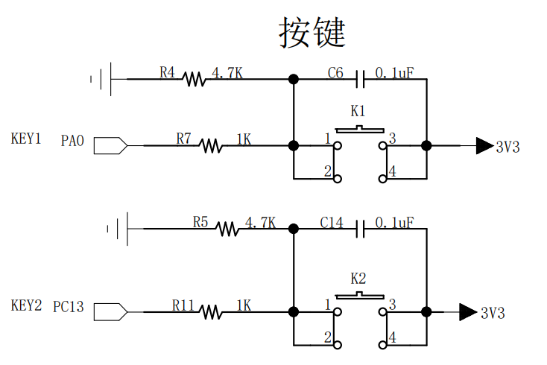 按键
R4 4.7K C6 0.1uF
K1
KEY1 PA0 R7 1K 1 3 3V3
2 4
R5 4.7K C14 0.1uF
K2
KEY2 PC13 R11 1K 1 3 3V3
2 4